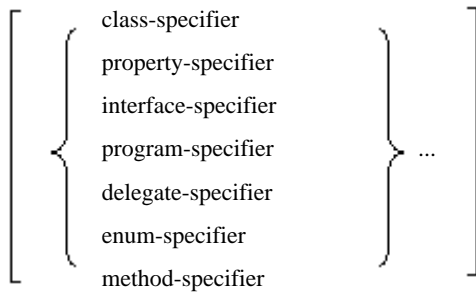 class-specifier
property-specifier
interface-specifier
program-specifier
...
delegate-specifier
enum-specifier
method-specifier